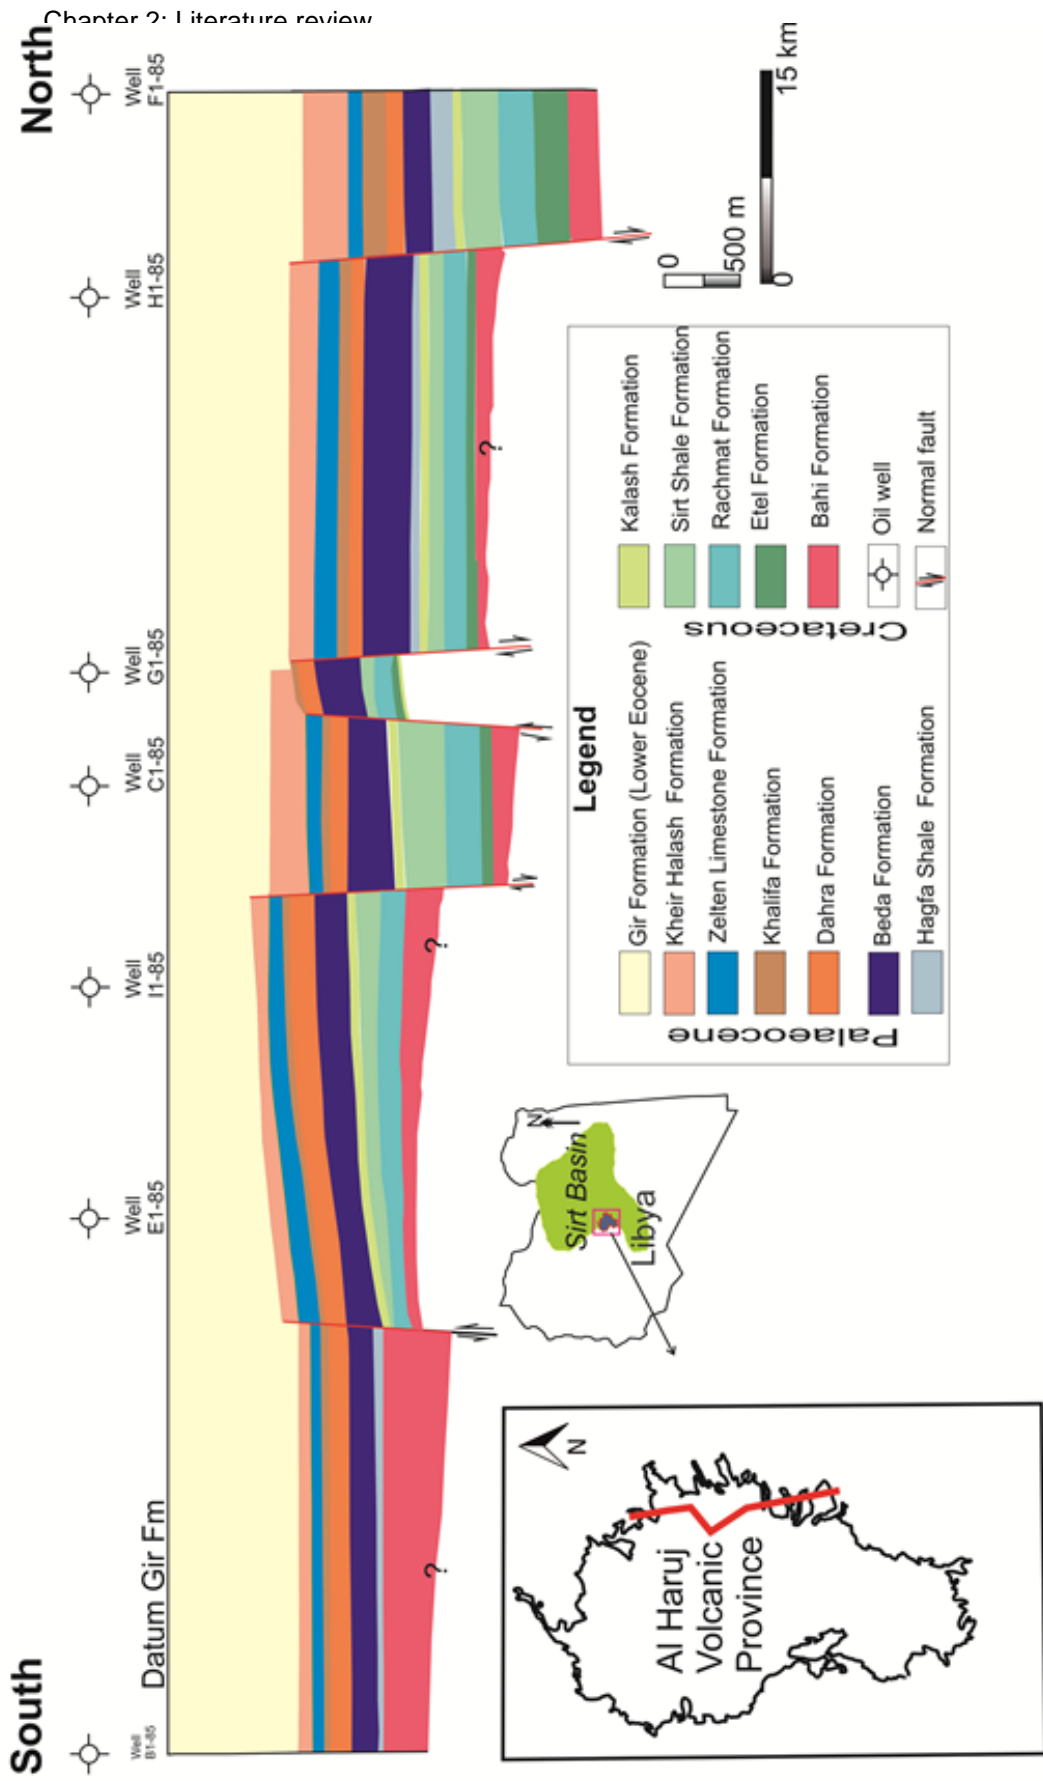 Chapter 2: Literature review
South
North
Well
B1-85
Well
E1-85
Well
I1-85
Well
C1-85
Well
G1-85
Well
H1-85
Well
F1-85
Datum Gir Fm
?
?
?
0
500 m
0
15 km
Legend
Palaeocene
Gir Formation (Lower Eocene)
Kheir Halash Formation
Zelten Limestone Formation
Khalifa Formation
Dahra Formation
Beda Formation
Hagfa Shale Formation
Cretaceous
Kalash Formation
Sirt Shale Formation
Rachmat Formation
Etel Formation
Bahi Formation
Oil well
Normal fault
N
Sirt Basin
Libya
N
Al Haruj
Volcanic
Province